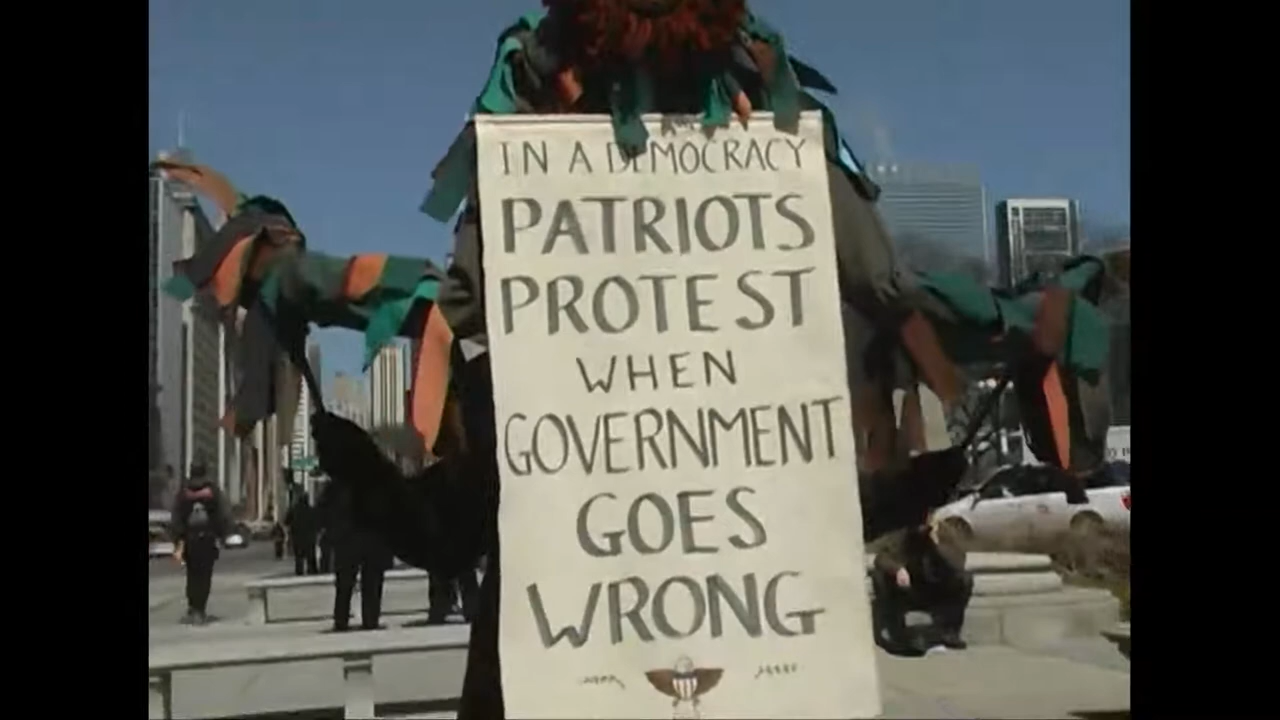 IN A DEMOCRACY
PATRIOTS
PROTEST
WHEN
GOVERNMENT
GOES
WRONG